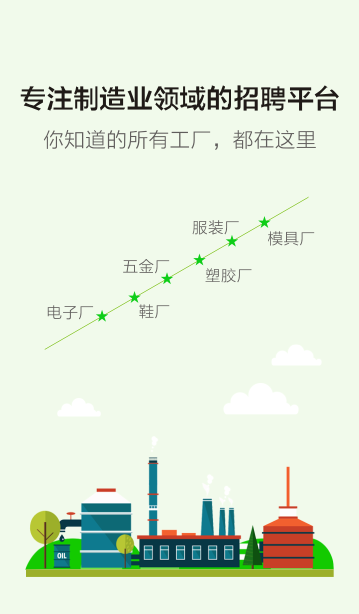 专注制造业领域的招聘平台
你知道的所有工厂，都在这里
服装厂
模具厂
五金厂
塑胶厂
电子厂
鞋厂
OIL